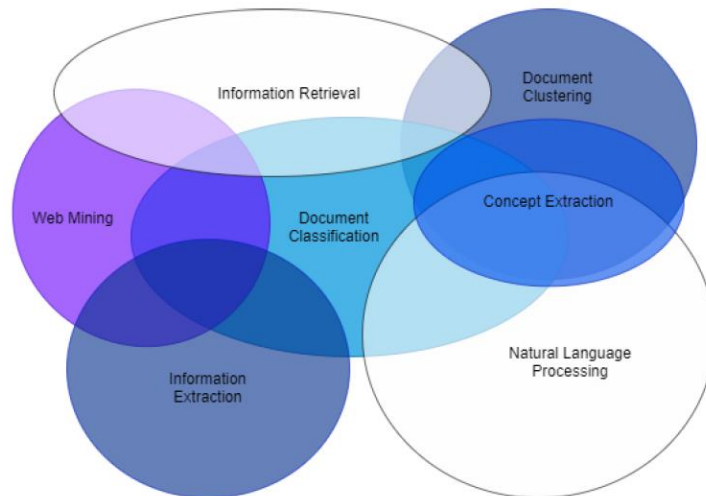 Information Retrieval
Document
Clustering
Web Mining
Document
Classification
Concept Extraction
Information
Extraction
Natural Language
Processing